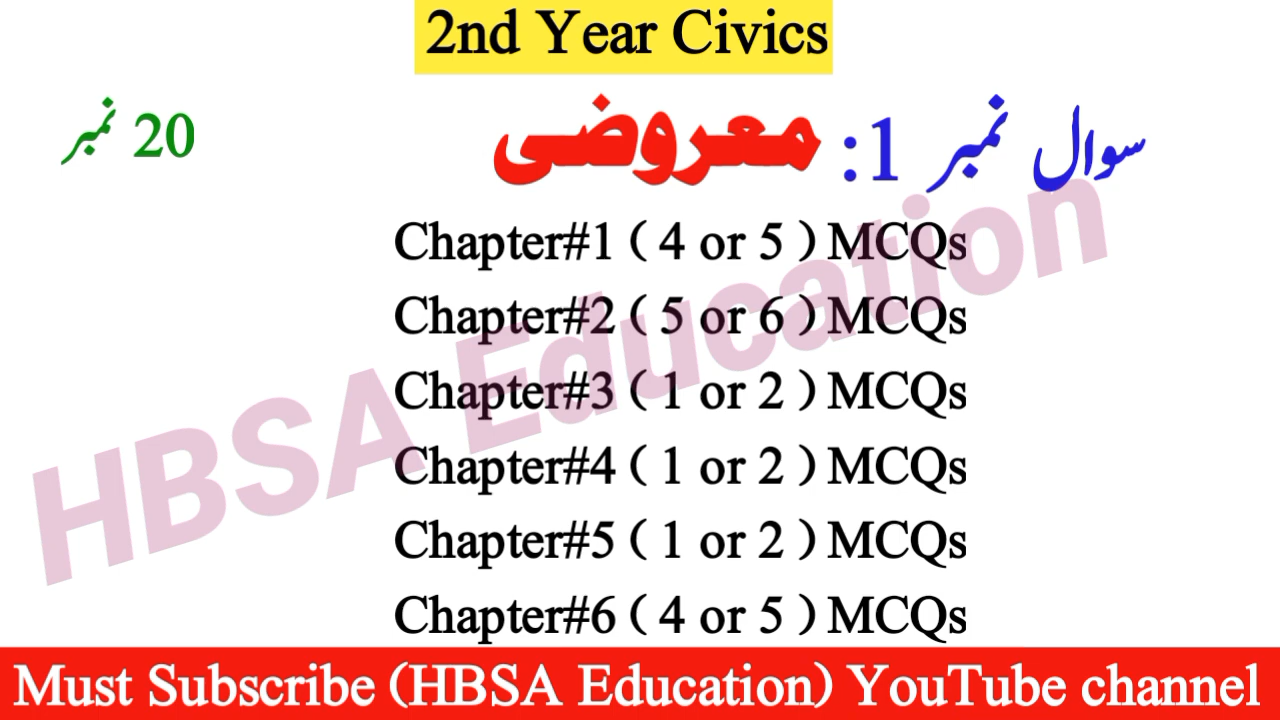 2nd Year Civics
سوال نمبر 1: معروضی
20 نمبر
Chapter#1 ( 4 or 5 ) MCQs
Chapter#2 ( 5 or 6 ) MCQs
Chapter#3 ( 1 or 2 ) MCQs
Chapter#4 ( 1 or 2 ) MCQs
Chapter#5 ( 1 or 2 ) MCQs
Chapter#6 ( 4 or 5 ) MCQs
HBSA Education
Must Subscribe (HBSA Education) YouTube channel